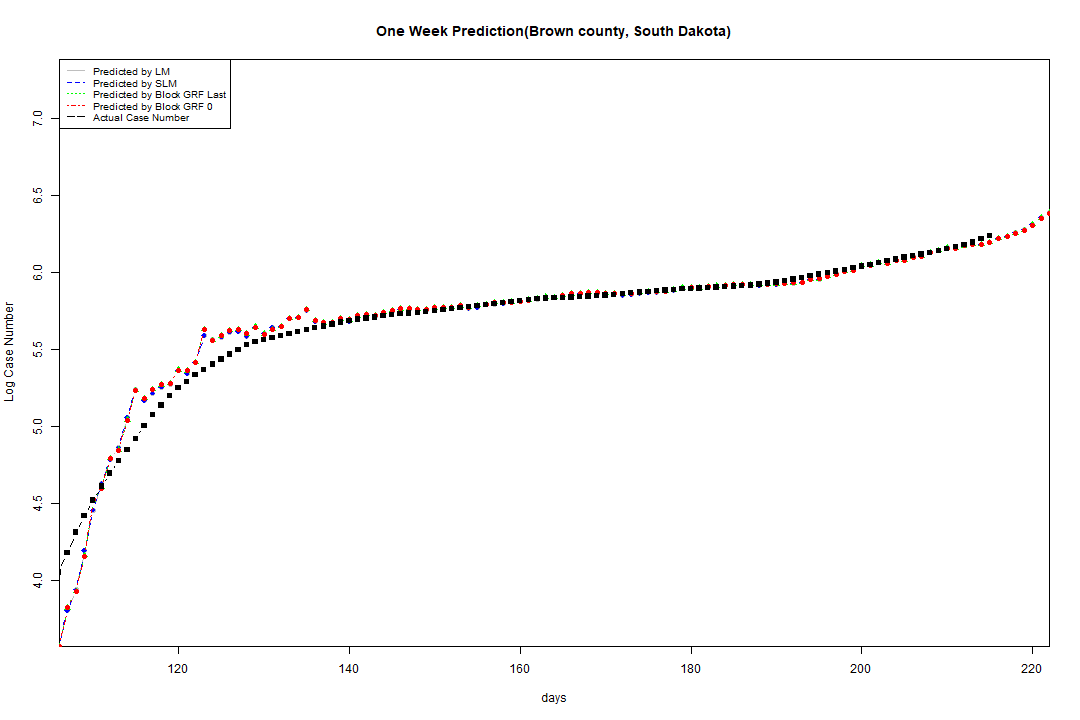 One Week Prediction(Brown county, South Dakota)
Predicted by LM
Predicted by SLM
Predicted by Block GRF Last
Predicted by Block GRF 0
Actual Case Number
7.0
6.5
6.0
5.5
5.0
4.5
4.0
Log Case Number
120 140 160 180 200 220
days